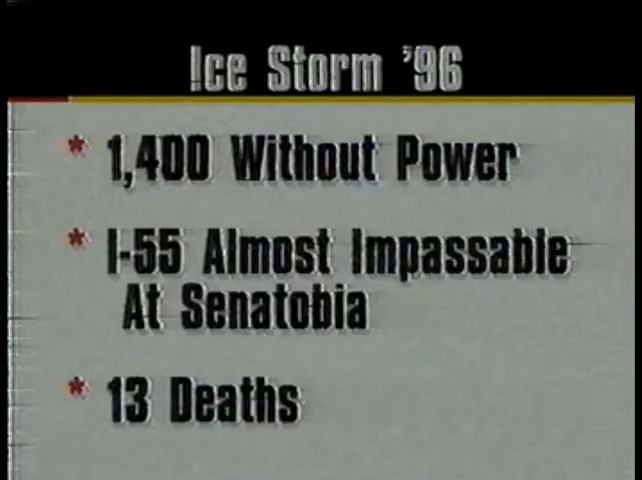 Ice Storm '96
* 1,400 Without Power
* I-55 Almost Impassable
At Senatobia
* 13 Deaths